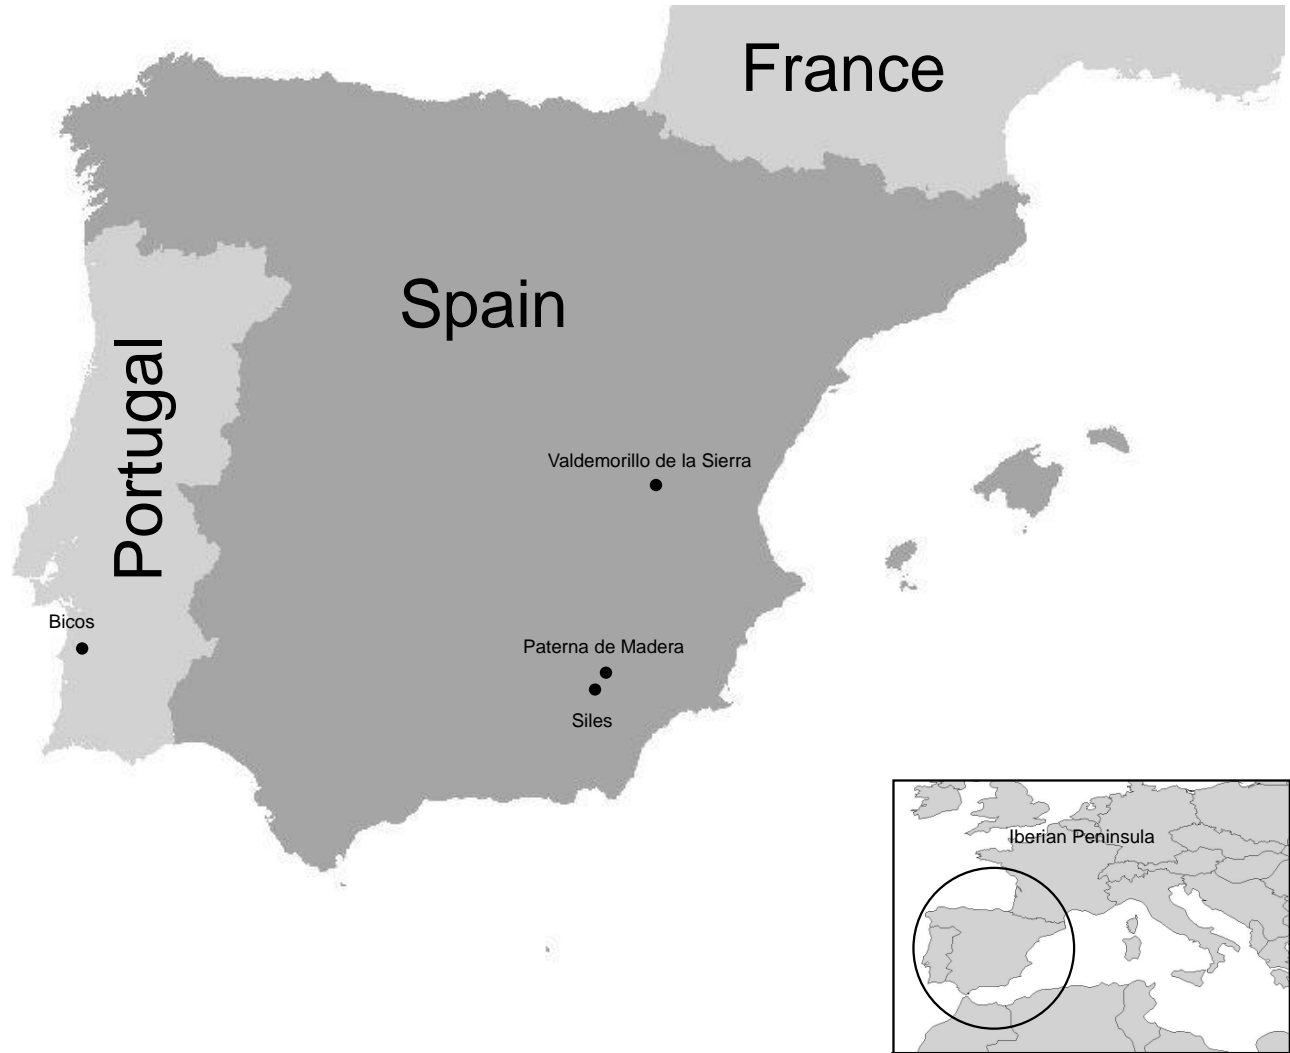 France
Spain
Portugal
Valdemorillo de la Sierra
Bicos
Paterna de Madera
Siles
Iberian Peninsula